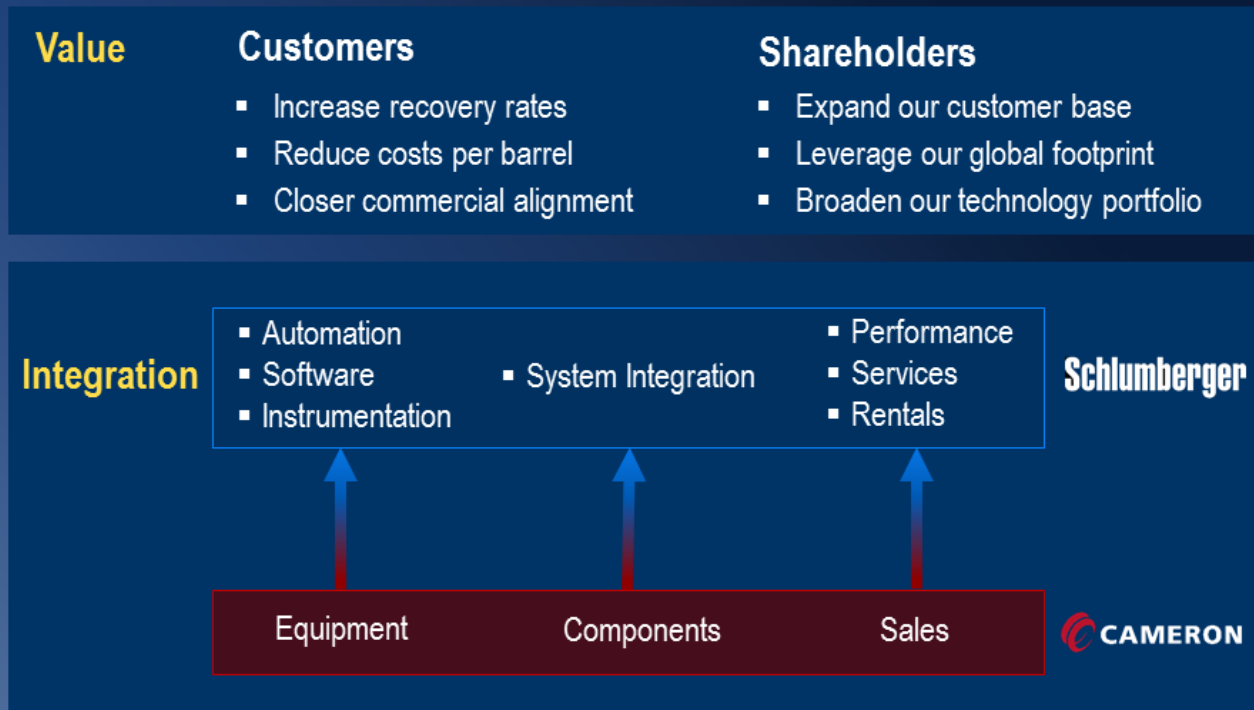 Value
Customers
Increase recovery rates
Reduce costs per barrel
Closer commercial alignment
Shareholders
Expand our customer base
Leverage our global footprint
Broaden our technology portfolio
Integration
Automation
Software
Instrumentation
System Integration
Performance
Services
Rentals
Schlumberger
Equipment
Components
Sales
CAMERON